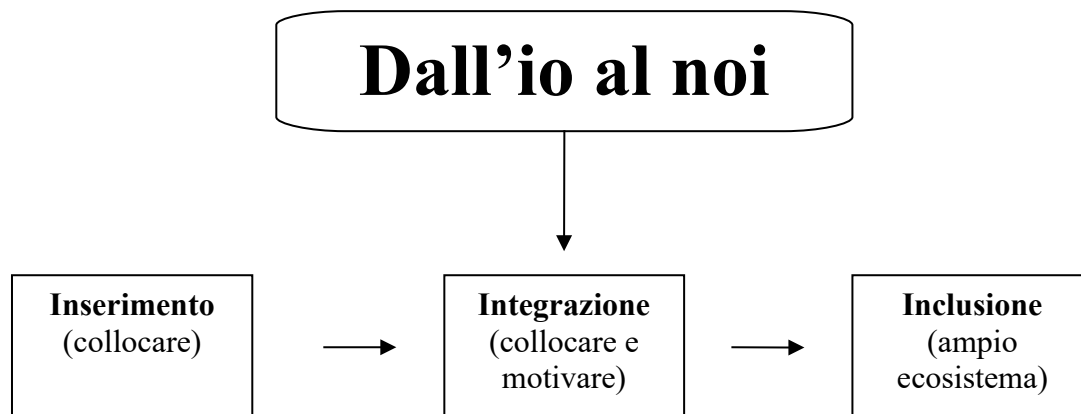 Dall’io al noi
Inserimento
(collocare)
Integrazione
(collocare e
motivare)
Inclusione
(ampio
ecosistema)